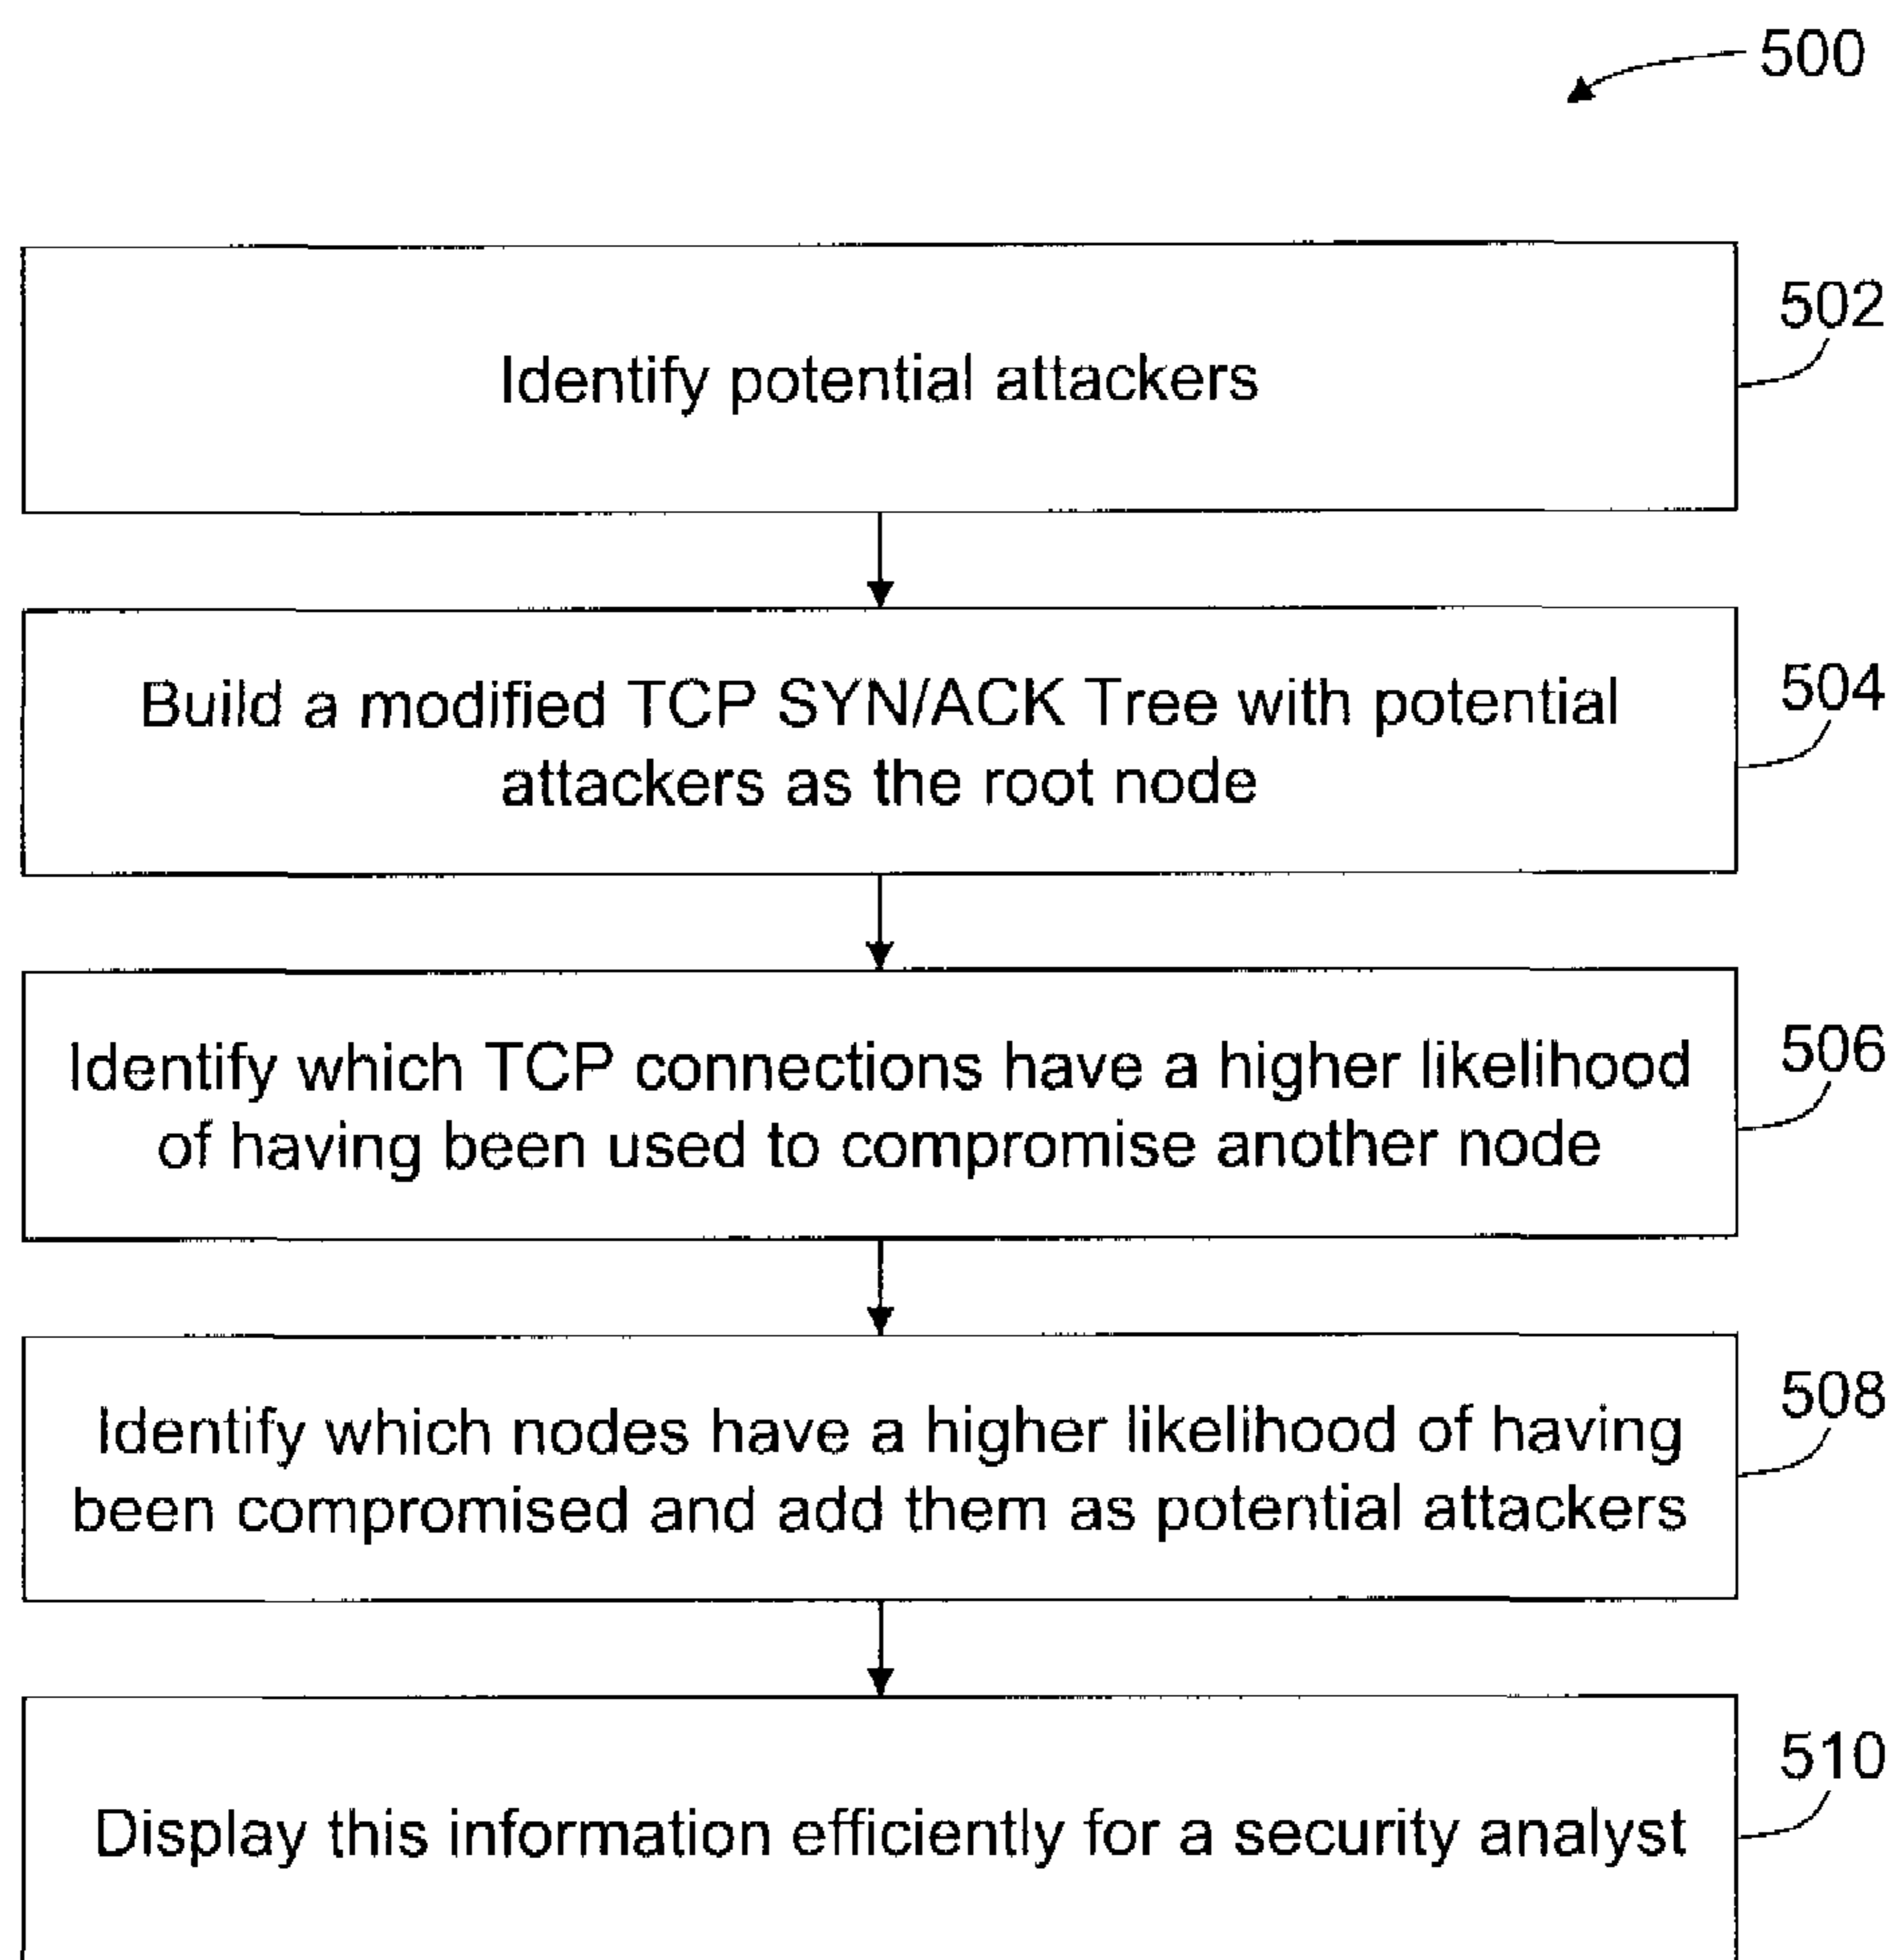 500
502
Identify potential attackers
504
Build a modified TCP SYN/ACK Tree with potential
attackers as the root node
506
Identify which TCP connections have a higher likelihood
of having been used to compromise another node
508
Identify which nodes have a higher likelihood of having
been compromised and add them as potential attackers
510
Display this information efficiently for a security analyst